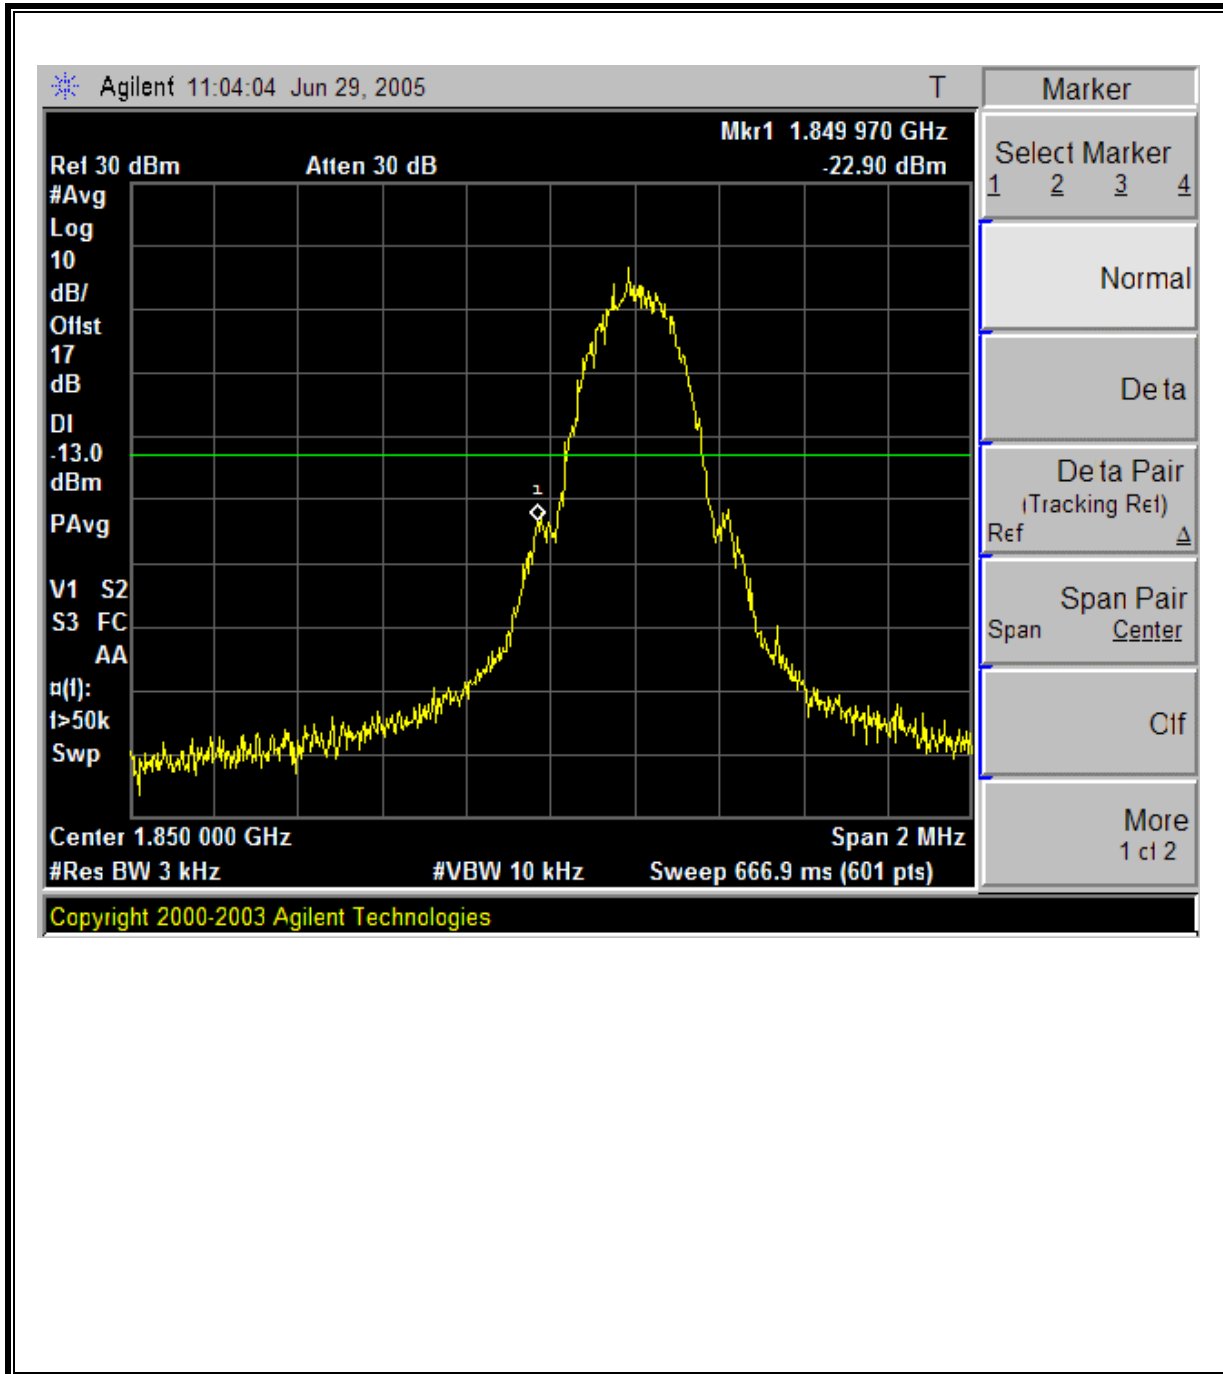 Agilent 11:04:04 Jun 29, 2005 T
Mkr1 1.849 970 GHz
Ref 30 dBm Atten 30 dB -22.90 dBm
#Avg
Log
10
dB/
Offst
17
dB
DI
-13.0
dBm
PAvg
1
V1 S2
S3 FC
AA
¤(f):
f>50k
Swp
Center 1.850 000 GHz Span 2 MHz
#Res BW 3 kHz #VBW 10 kHz Sweep 666.9 ms (601 pts)
Copyright 2000-2003 Agilent Technologies
Marker
Select Marker
1 2 3 4
Normal
Delta
Delta Pair
(Tracking Ref)
Ref Δ
Span Pair
Span Center
Off
More
1 of 2